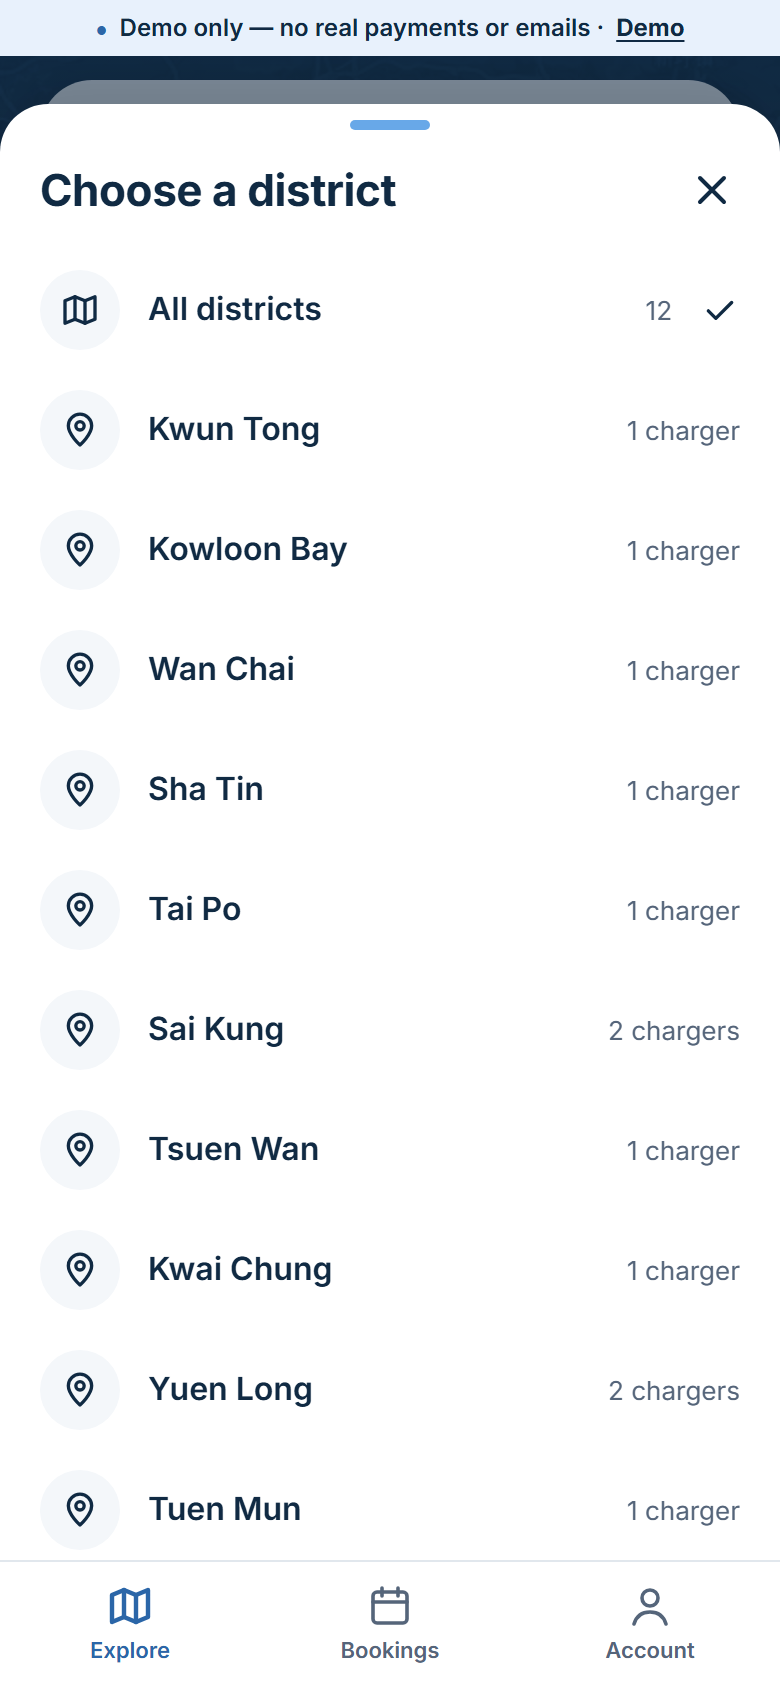 Demo only — no real payments or emails · Demo
Choose a district
All districts 12
Kwun Tong 1 charger
Kowloon Bay 1 charger
Wan Chai 1 charger
Sha Tin 1 charger
Tai Po 1 charger
Sai Kung 2 chargers
Tsuen Wan 1 charger
Kwai Chung 1 charger
Yuen Long 2 chargers
Tuen Mun 1 charger
Explore Bookings Account